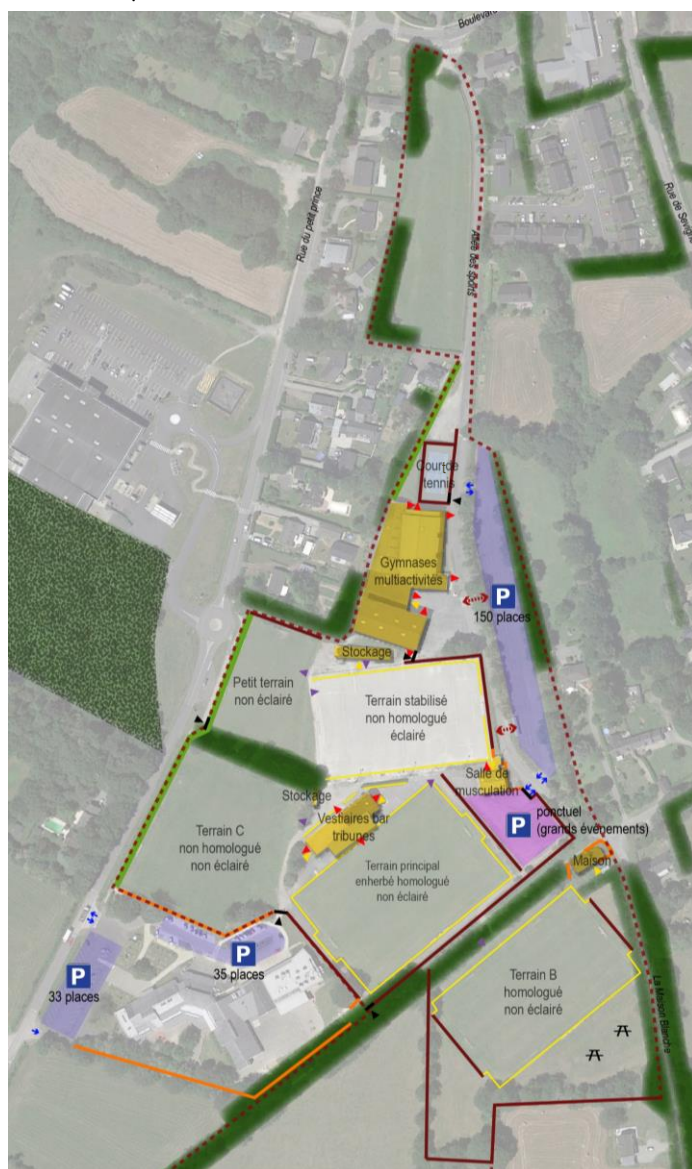 Boulevard
Rue du petit prince
Allée des sports
Rue de Sévigné
Cour de
tennis
Gymnases
multiactivités
P
150 places
Stockage
Petit terrain
non éclairé
Terrain stabilisé
non homologué
éclairé
Salle de
musculation
Stockage
Vestiaires bar
tribunes
P
ponctuel
(grands événements)
Terrain C
non homologué
non éclairé
Terrain principal
enherbé homologué
non éclairé
Maison
P
35 places
P
33 places
Terrain B
homologué
non éclairé
La Maison Blanche